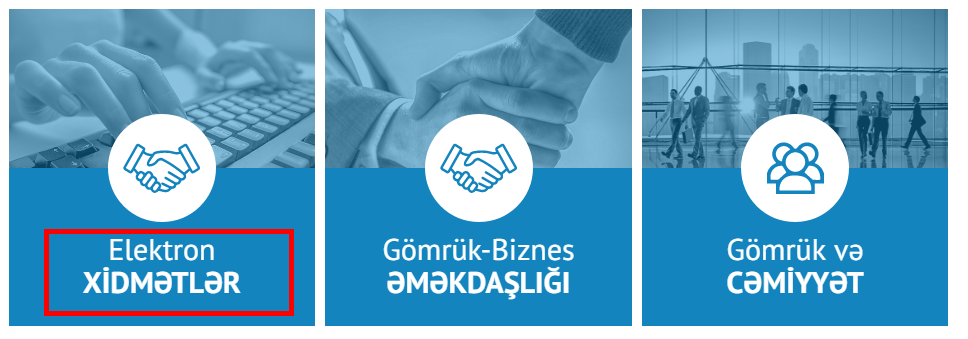 Elektron
XİDMƏTLƏR
Gömrük-Biznes
ƏMƏKDAŞLIĞI
Gömrük və
CƏMİYYƏT